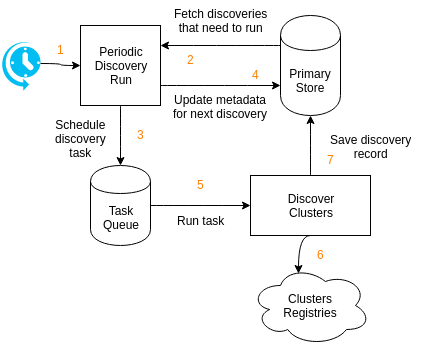 Fetch discoveries
that need to run
1
Periodic
Discovery
Run
2
Primary
Store
4
Update metadata
for next discovery
Schedule
discovery
task
3
Save discovery
record
7
5
Task
Queue
Run task
Discover
Clusters
6
Clusters
Registries